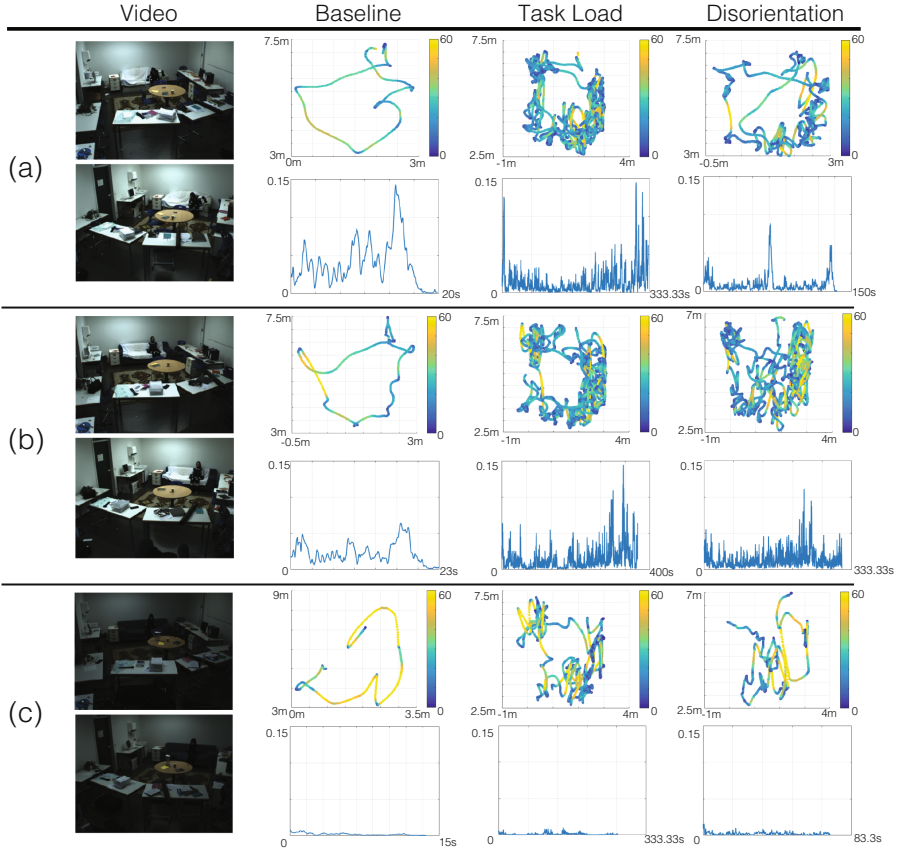 Video Baseline Task Load Disorientation
(a)
7.5m 60 7.5m 60 7.5m 60
3m 0 2.5m 0 3m 0
0m 3m -1m 4m -0.5m 3m
0.15 0.15 0.15
0 20s 0 333.33s 0 150s
(b)
7.5m 60 7.5m 60 7m 60
3m 0 2.5m 0 2.5m 0
-0.5m 3m -1m 4m -1m 4m
0.15 0.15 0.15
0 23s 0 400s 0 333.33s
(c)
9m 60 7.5m 60 7m 60
3m 0 2.5m 0 2.5m 0
0m 3.5m -1m 4m -1m 4m
0.15 0.15 0.15
0 15s 0 333.33s 0 83.3s